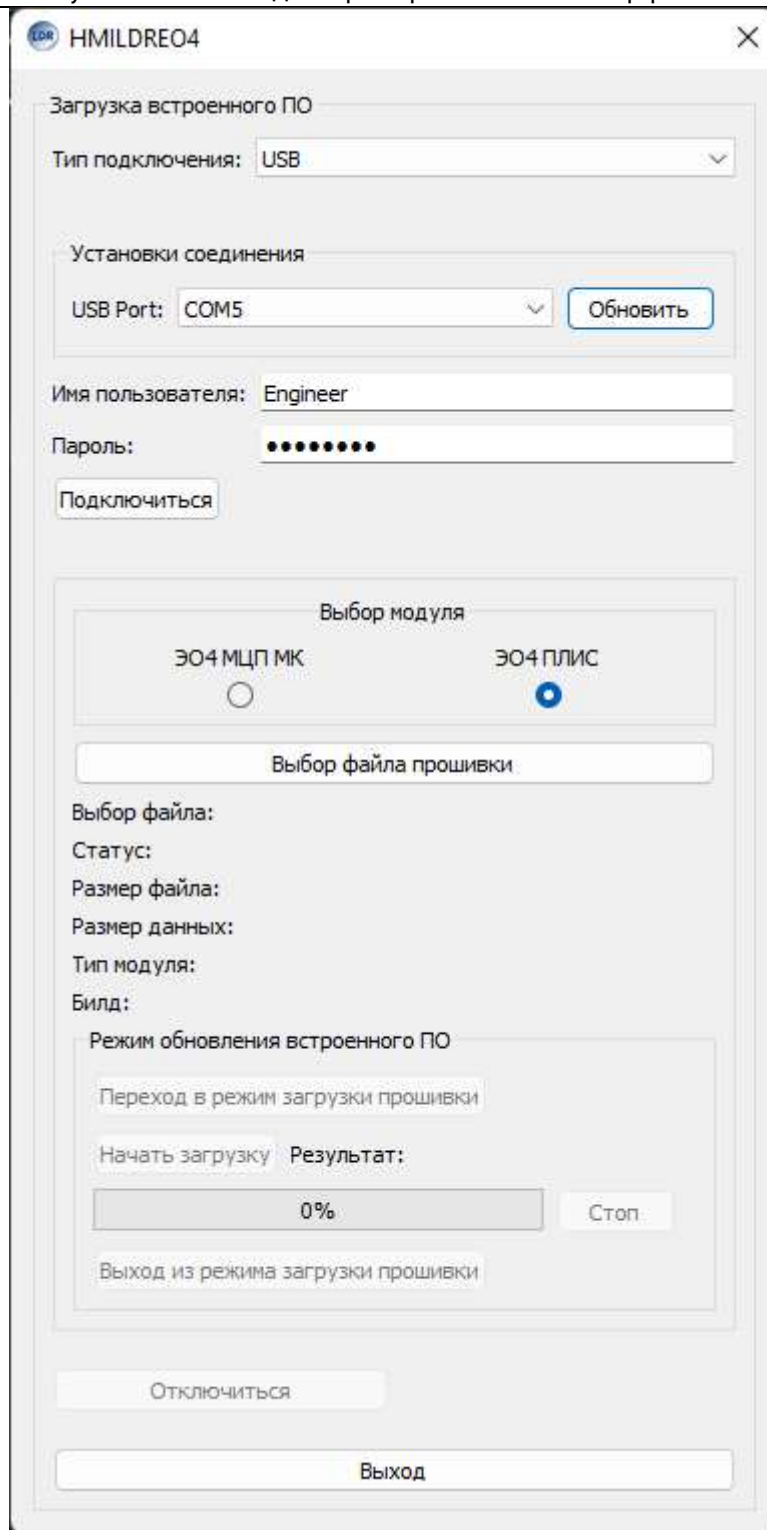 LDR HMILDREO4
Загрузка встроенного ПО
Тип подключения: USB
Установки соединения
USB Port: COM5 Обновить
Имя пользователя: Engineer
Пароль: ●●●●●●●●
Подключиться
Выбор модуля
ЭО4 МЦП МК ЭО4 ПЛИС
Выбор файла прошивки
Выбор файла:
Статус:
Размер файла:
Размер данных:
Тип модуля:
Билд:
Режим обновления встроенного ПО
Переход в режим загрузки прошивки
Начать загрузку Результат:
0% Стоп
Выход из режима загрузки прошивки
Отключиться
Выход